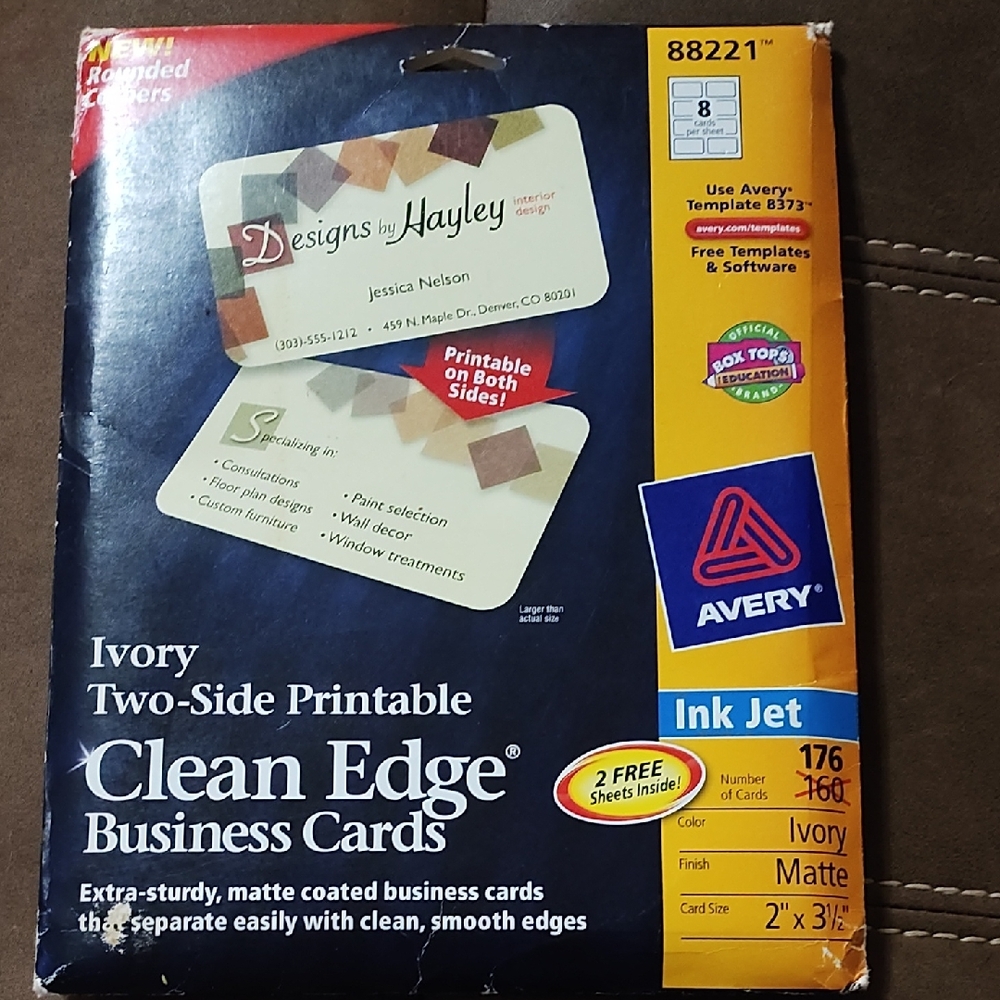 NEW!
Rounded
Corners
88221™
8
cards
per sheet
Use Avery®
Template 8373™
avery.com/templates
Free Templates
& Software
OFFICIAL
BOX TOPS
EDUCATION
BRAND
Designs by Hayley interior
design
Jessica Nelson
(303)-555-1212 • 459 N. Maple Dr., Denver, CO 80201
Printable
on Both
Sides!
Specializing in:
• Consultations
• Floor plan designs
• Custom furniture
• Paint selection
• Wall decor
• Window treatments
Larger than
actual size
AVERY®
Ivory
Two-Side Printable
Clean Edge®
Business Cards
Extra-sturdy, matte coated business cards
that separate easily with clean, smooth edges
2 FREE
Sheets Inside!
Ink Jet
176
Number
of Cards 160
Color Ivory
Finish Matte
Card Size 2" x 3½"